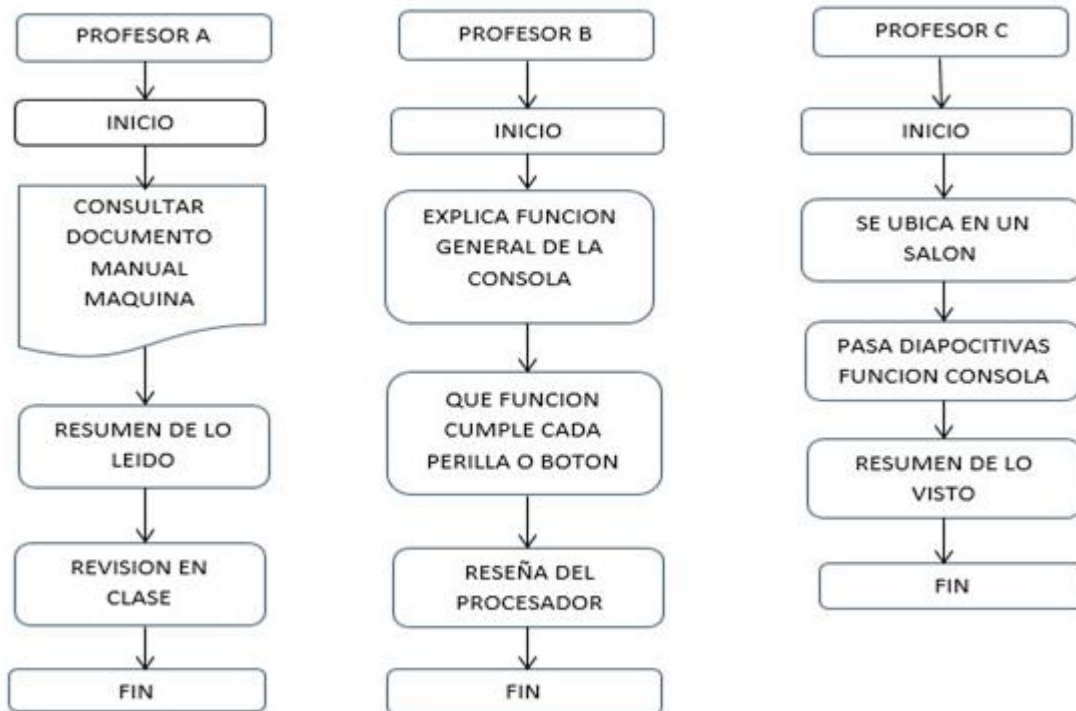 PROFESOR A
INICIO
CONSULTAR
DOCUMENTO
MANUAL
MAQUINA
RESUMEN DE LO
LEIDO
REVISION EN
CLASE
FIN
PROFESOR B
INICIO
EXPLICA FUNCION
GENERAL DE LA
CONSOLA
QUE FUNCION
CUMPLE CADA
PERILLA O BOTON
RESEÑA DEL
PROCESADOR
FIN
PROFESOR C
INICIO
SE UBICA EN UN
SALON
PASA DIAPOCITIVAS
FUNCION CONSOLA
RESUMEN DE LO
VISTO
FIN